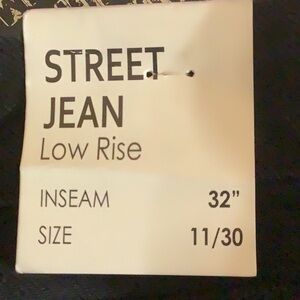 STREET
JEAN
Low Rise
INSEAM 32”
SIZE 11/30